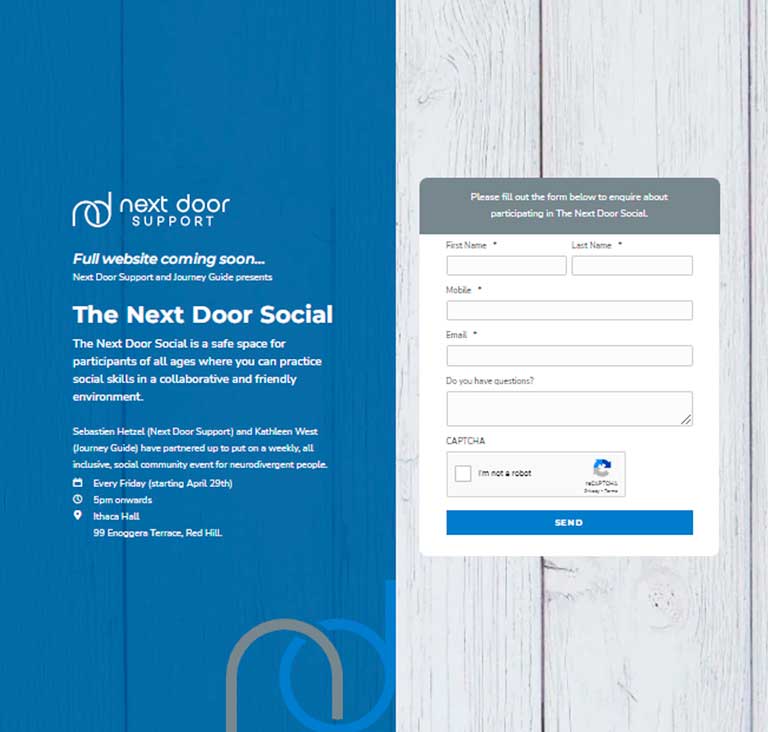 next door
SUPPORT
Full website coming soon...
Next Door Support and Journey Guide presents
The Next Door Social
The Next Door Social is a safe space for
participants of all ages where you can practice
social skills in a collaborative and friendly
environment.
Sebastien Hetzel (Next Door Support) and Kathleen West
(Journey Guide) have partnered up to put on a weekly, all
inclusive, social community event for neurodivergent people.
Every Friday (starting April 29th)
5pm onwards
Ithaca Hall
99 Enoggera Terrace, Red Hill.
Please fill out the form below to enquire about
participating in The Next Door Social.
First Name * Last Name *
Mobile *
Email *
Do you have questions?
CAPTCHA
I'm not a robot
reCAPTCHA
Privacy - Terms
SEND